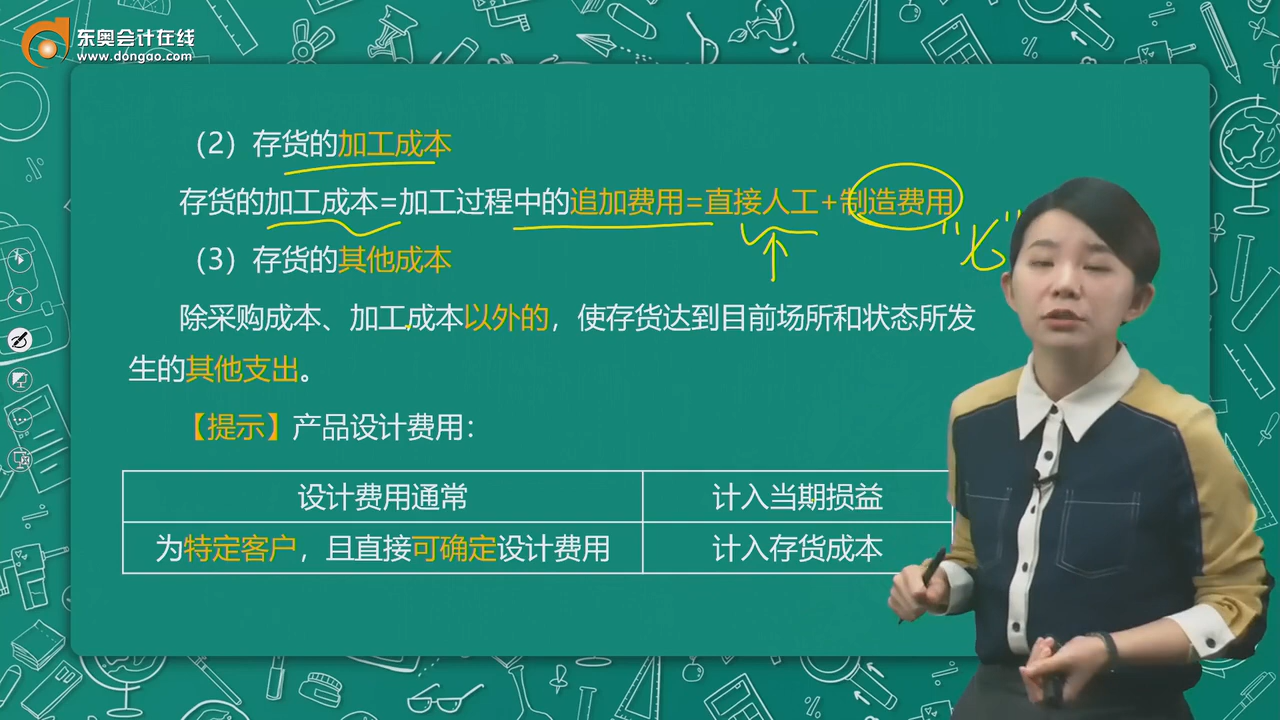 东奥会计在线
www.dongao.com
（2）存货的加工成本
存货的加工成本=加工过程中的追加费用=直接人工+制造费用
（3）存货的其他成本
除采购成本、加工成本以外的，使存货达到目前场所和状态所发
生的其他支出。
【提示】产品设计费用：
设计费用通常 计入当期损益
为特定客户，且直接可确定设计费用 计入存货成本